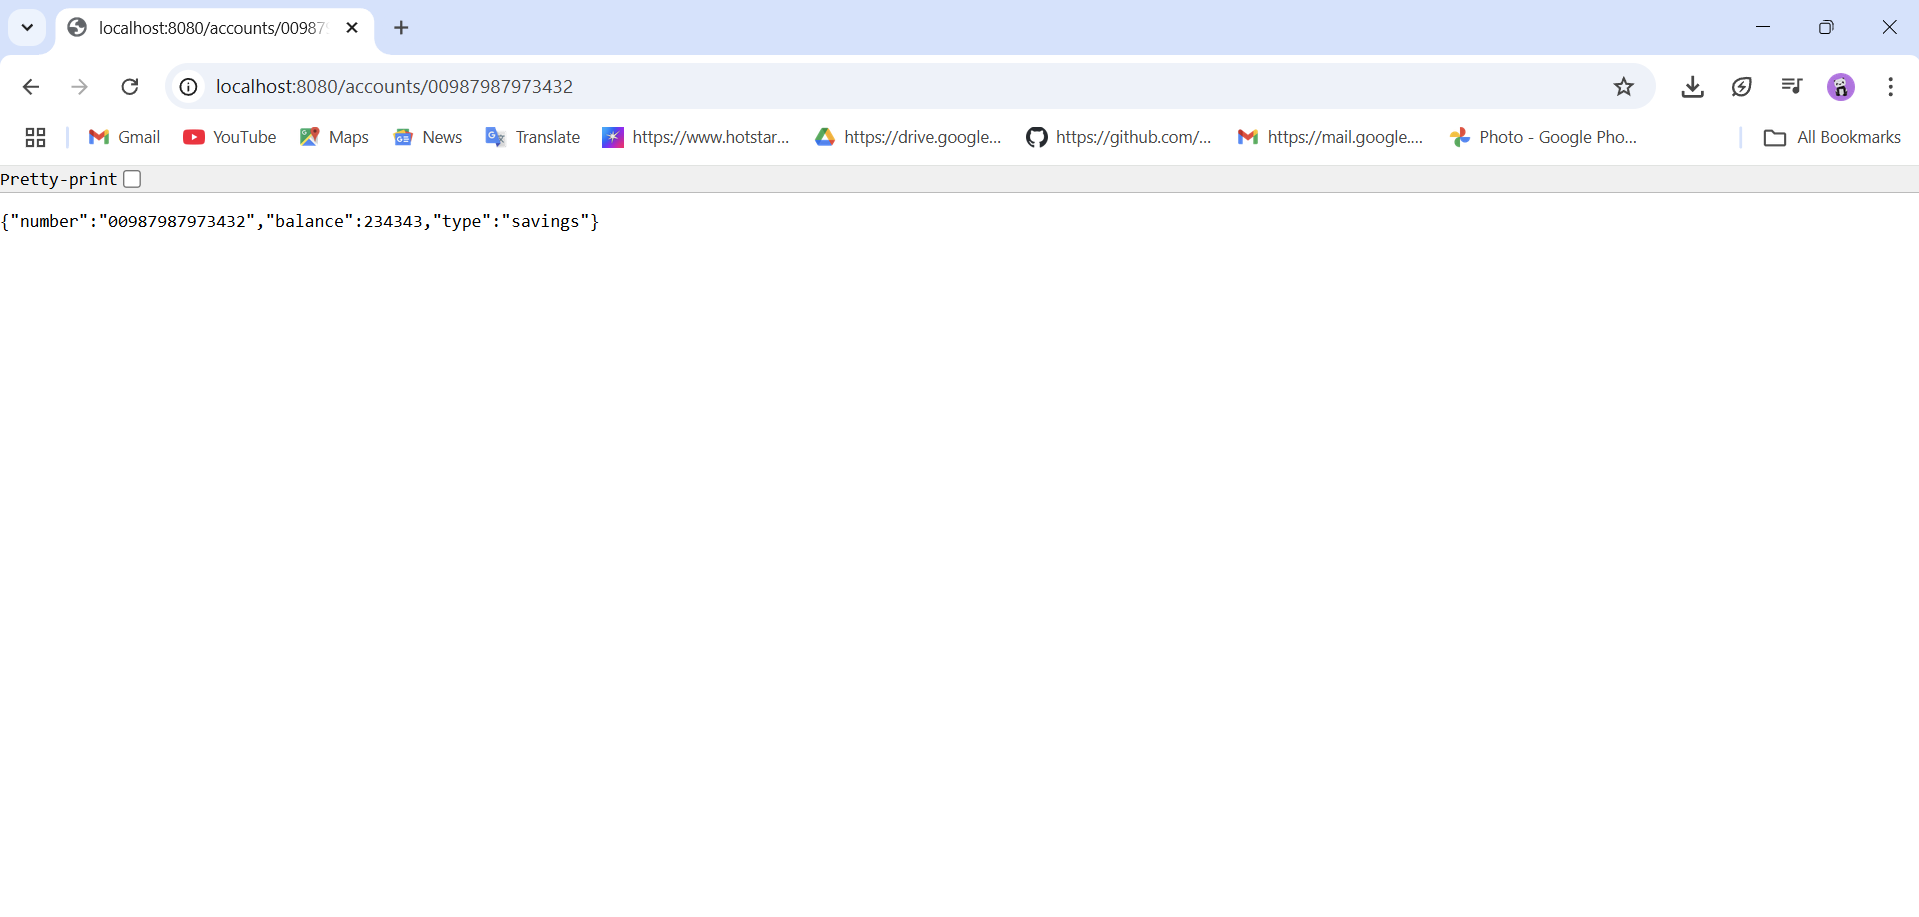 localhost:8080/accounts/00987
localhost:8080/accounts/00987987973432
Gmail YouTube Maps News Translate https://www.hotstar... https://drive.google... https://github.com/... https://mail.google.... Photo - Google Pho... All Bookmarks
Pretty-print
{"number":"00987987973432","balance":234343,"type":"savings"}